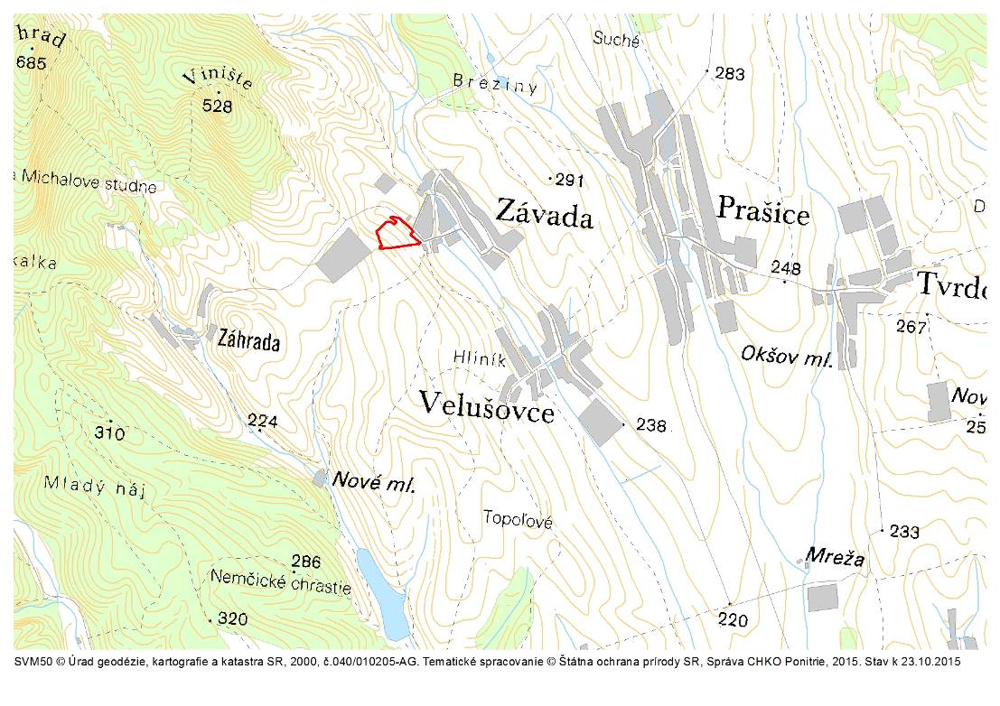 hrad
685
Vinište
528
Suché
Breziny
283
a Michalove studne
291
Závada
Prašice
D
kalka
248
Tvrdo
267
Záhrada
Hliník
Okšov ml.
Velušovce
Nov
25
310
224
238
Mladý háj
Nové ml.
Topoľové
233
286
Nemčické chrastie
Mreža
320
220
SVM50 © Úrad geodézie, kartografie a katastra SR, 2000, č.040/010205-AG. Tematické spracovanie © Štátna ochrana prírody SR, Správa CHKO Ponitrie, 2015. Stav k 23.10.2015